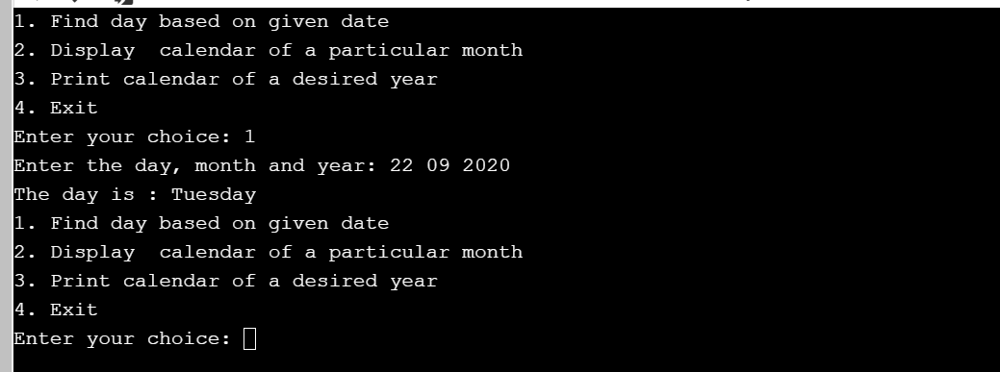 1. Find day based on given date
2. Display  calendar of a particular month
3. Print calendar of a desired year
4. Exit
Enter your choice: 1
Enter the day, month and year: 22 09 2020
The day is : Tuesday
1. Find day based on given date
2. Display  calendar of a particular month
3. Print calendar of a desired year
4. Exit
Enter your choice: